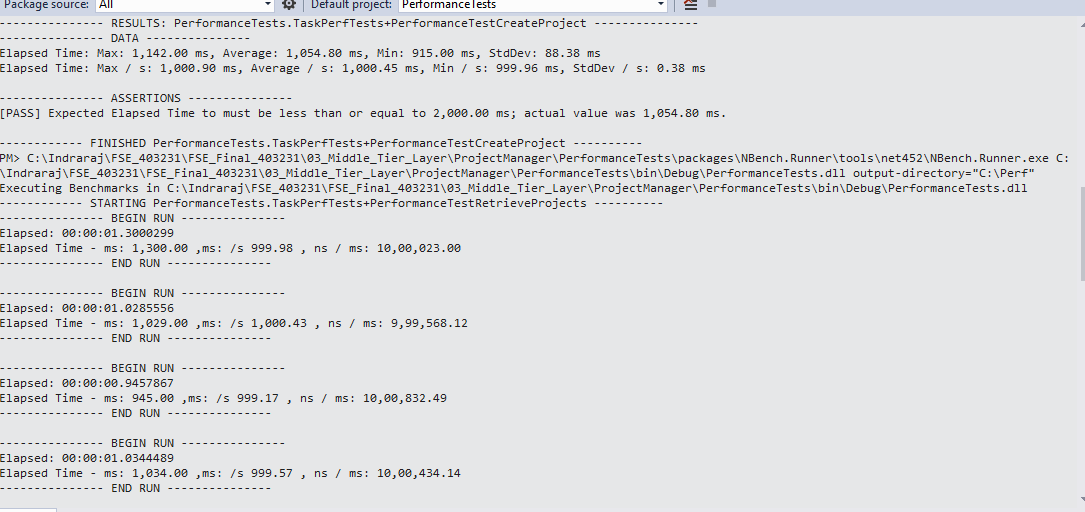 Package source: All Default project: PerformanceTests
--------------- RESULTS: PerformanceTests.TaskPerfTests+PerformanceTestCreateProject ---------------
--------------- DATA ---------------
Elapsed Time: Max: 1,142.00 ms, Average: 1,054.80 ms, Min: 915.00 ms, StdDev: 88.38 ms
Elapsed Time: Max / s: 1,000.90 ms, Average / s: 1,000.45 ms, Min / s: 999.96 ms, StdDev / s: 0.38 ms
--------------- ASSERTIONS ---------------
[PASS] Expected Elapsed Time to must be less than or equal to 2,000.00 ms; actual value was 1,054.80 ms.
------------ FINISHED PerformanceTests.TaskPerfTests+PerformanceTestCreateProject ----------
PM> C:\Indraraj\FSE_403231\FSE_Final_403231\03_Middle_Tier_Layer\ProjectManager\PerformanceTests\packages\NBench.Runner\tools\net452\NBench.Runner.exe C:
\Indraraj\FSE_403231\FSE_Final_403231\03_Middle_Tier_Layer\ProjectManager\PerformanceTests\bin\Debug\PerformanceTests.dll output-directory="C:\Perf"
Executing Benchmarks in C:\Indraraj\FSE_403231\FSE_Final_403231\03_Middle_Tier_Layer\ProjectManager\PerformanceTests\bin\Debug\PerformanceTests.dll
------------ STARTING PerformanceTests.TaskPerfTests+PerformanceTestRetrieveProjects ----------
--------------- BEGIN RUN ---------------
Elapsed: 00:00:01.3000299
Elapsed Time - ms: 1,300.00 ,ms: /s 999.98 , ns / ms: 10,00,023.00
--------------- END RUN ---------------
--------------- BEGIN RUN ---------------
Elapsed: 00:00:01.0285556
Elapsed Time - ms: 1,029.00 ,ms: /s 1,000.43 , ns / ms: 9,99,568.12
--------------- END RUN ---------------
--------------- BEGIN RUN ---------------
Elapsed: 00:00:00.9457867
Elapsed Time - ms: 945.00 ,ms: /s 999.17 , ns / ms: 10,00,832.49
--------------- END RUN ---------------
--------------- BEGIN RUN ---------------
Elapsed: 00:00:01.0344489
Elapsed Time - ms: 1,034.00 ,ms: /s 999.57 , ns / ms: 10,00,434.14
--------------- END RUN ---------------